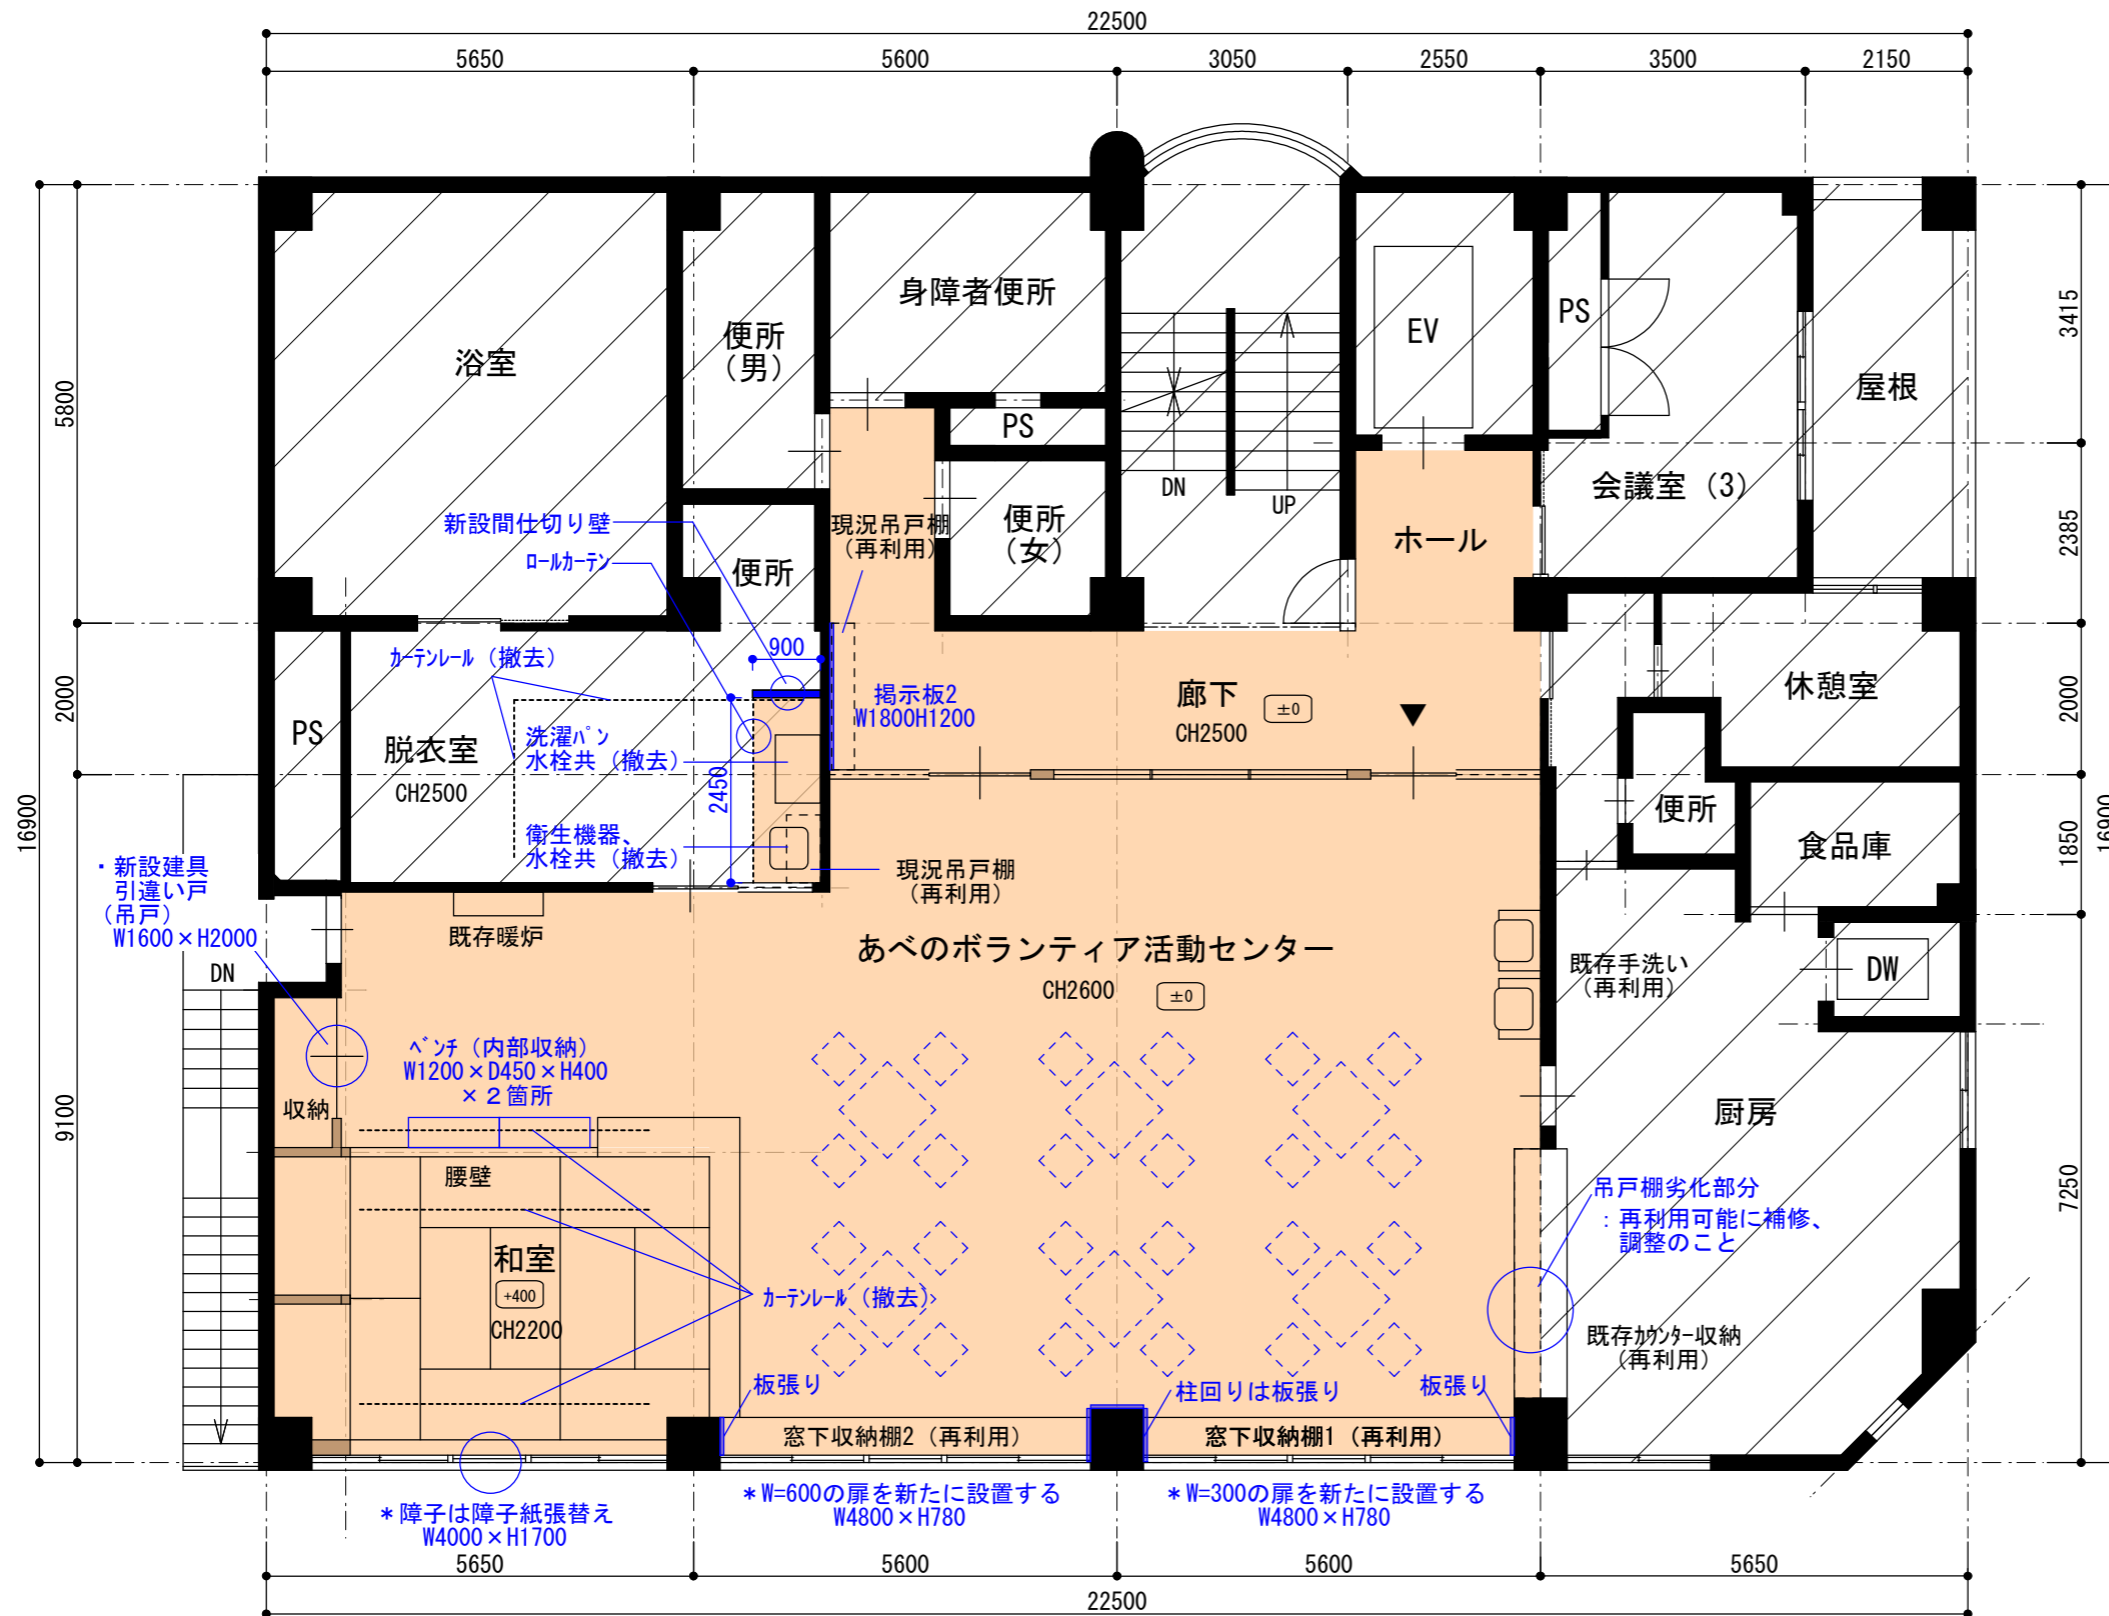 22500
5650
5600
3050
2550
3500
2150
16900
5800
2000
9100
3415
2385
2000
1850
7250
16900
浴室
便所
（男）
身障者便所
PS
EV
PS
会議室（3）
屋根
DN
UP
ホール
便所
（女）
現況吊戸棚
（再利用）
新設間仕切り壁
ﾛｰﾙｶｰﾃﾝ
便所
900
ｶｰﾃﾝﾚｰﾙ（撤去）
掲示板2
W1800H1200
廊下
±0
CH2500
休憩室
PS
脱衣室
CH2500
洗濯ﾊﾟﾝ
水栓共（撤去）
2450
衛生機器、
水栓共（撤去）
現況吊戸棚
（再利用）
便所
食品庫
・新設建具
引違い戸
（吊戸）
W1600×H2000
DN
既存暖炉
あべのボランティア活動センター
CH2600
±0
既存手洗い
（再利用）
DW
ﾍﾞﾝﾁ（内部収納）
W1200×D450×H400
×２箇所
収納
腰壁
厨房
吊戸棚劣化部分
：再利用可能に補修、
調整のこと
和室
+400
CH2200
ｶｰﾃﾝﾚｰﾙ（撤去）
既存ｶｳﾝﾀｰ収納
（再利用）
板張り
柱回りは板張り
板張り
窓下収納棚2（再利用）
窓下収納棚1（再利用）
＊障子は障子紙張替え
W4000×H1700
＊W=600の扉を新たに設置する
W4800×H780
＊W=300の扉を新たに設置する
W4800×H780
5650
5600
5600
5650
22500